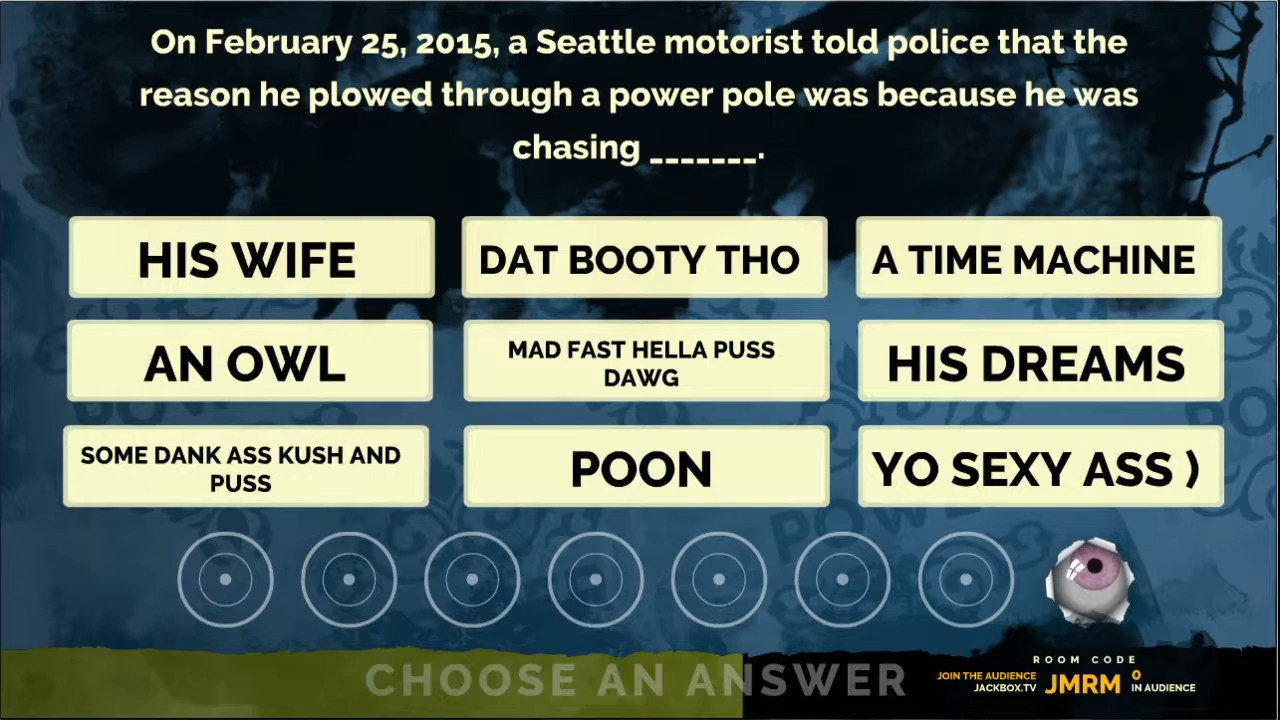 On February 25, 2015, a Seattle motorist told police that the
reason he plowed through a power pole was because he was
chasing _______.
HIS WIFE
DAT BOOTY THO
A TIME MACHINE
AN OWL
MAD FAST HELLA PUSS
DAWG
HIS DREAMS
SOME DANK ASS KUSH AND
PUSS
POON
YO SEXY ASS )
CHOOSE AN ANSWER
ROOM CODE
JOIN THE AUDIENCE
JACKBOX.TV
JMRM
0
IN AUDIENCE